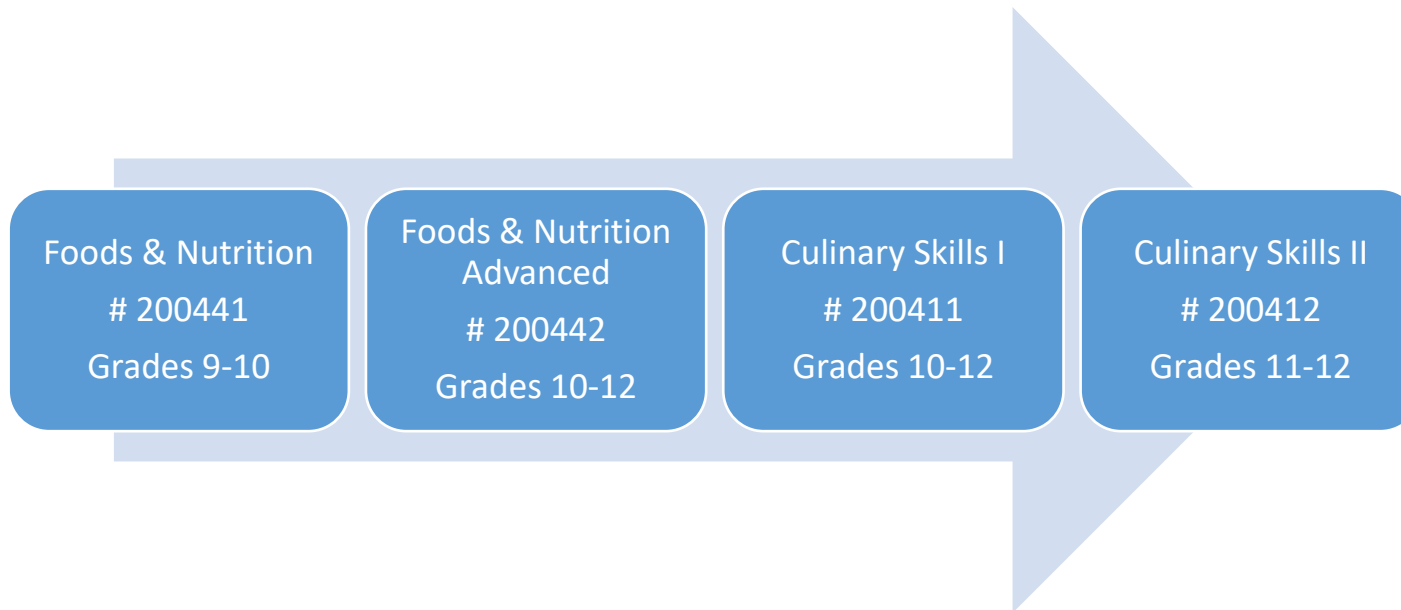 Foods & Nutrition
# 200441
Grades 9-10
Foods & Nutrition
Advanced
# 200442
Grades 10-12
Culinary Skills I
# 200411
Grades 10-12
Culinary Skills II
# 200412
Grades 11-12